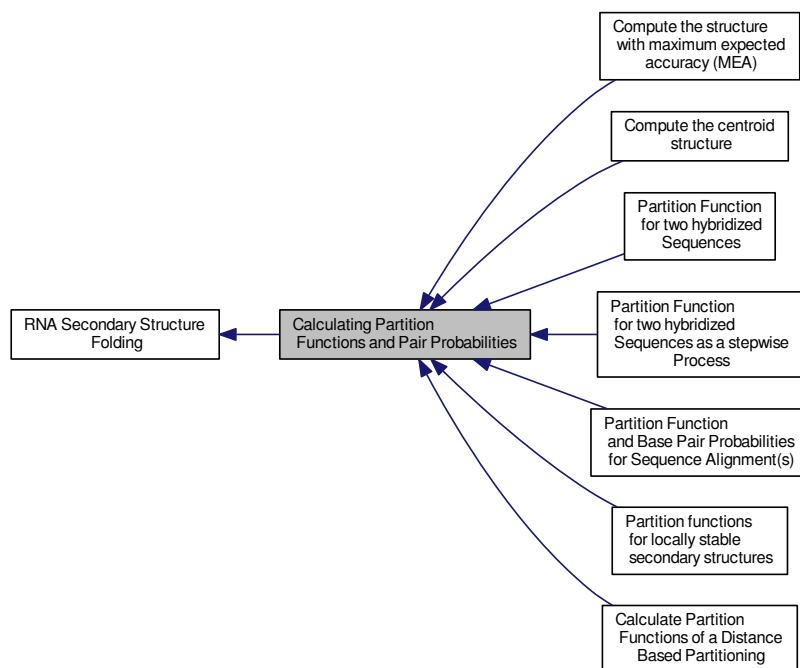 RNA Secondary Structure
Folding
Calculating Partition
Functions and Pair Probabilities
Compute the structure
with maximum expected
accuracy (MEA)
Compute the centroid
structure
Partition Function
for two hybridized
Sequences
Partition Function
for two hybridized
Sequences as a stepwise
Process
Partition Function
and Base Pair Probabilities
for Sequence Alignment(s)
Partition functions
for locally stable
secondary structures
Calculate Partition
Functions of a Distance
Based Partitioning